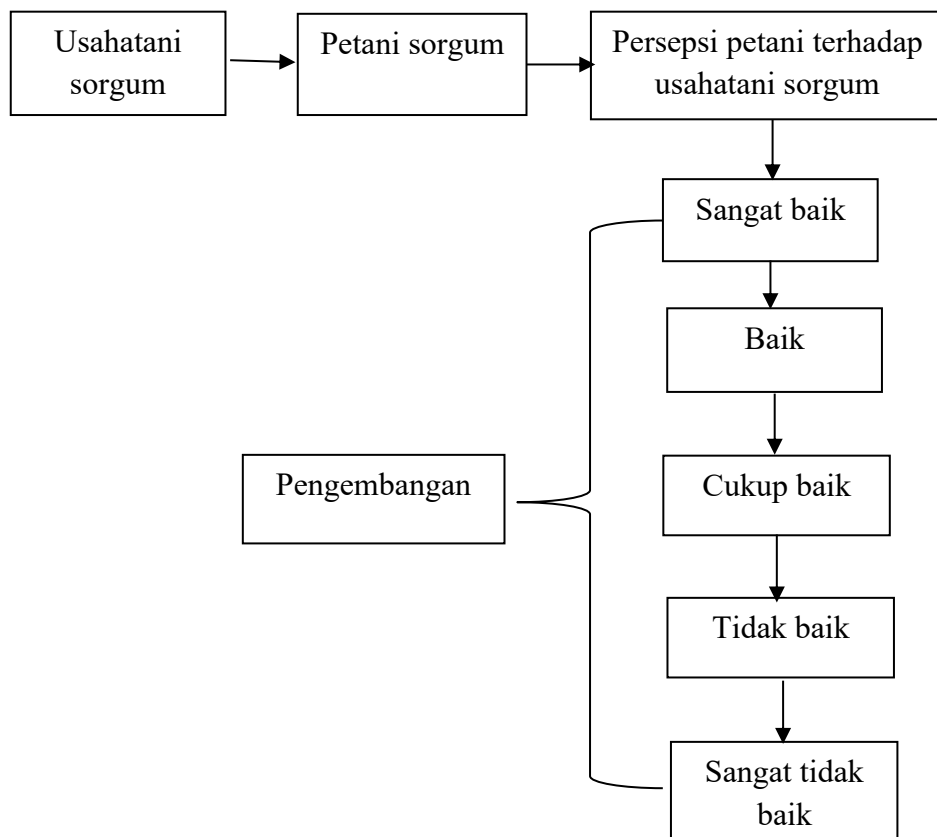 Usahatani
sorgum
Petani sorgum
Persepsi petani terhadap
usahatani sorgum
Sangat baik
Baik
Pengembangan
Cukup baik
Tidak baik
Sangat tidak
baik